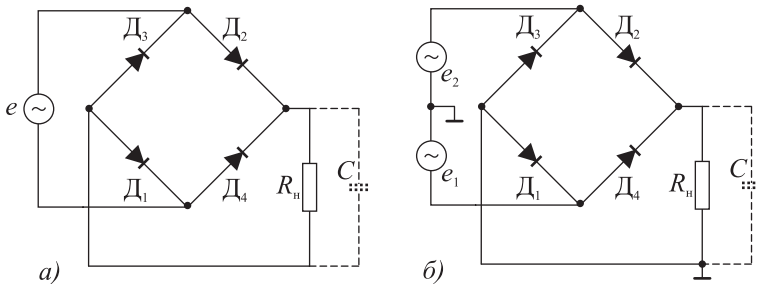 Д₃ Д₂
e
Д₁ Д₄
Rн C
а)
Д₃ Д₂
e₂
e₁
Д₁ Д₄
Rн C
б)